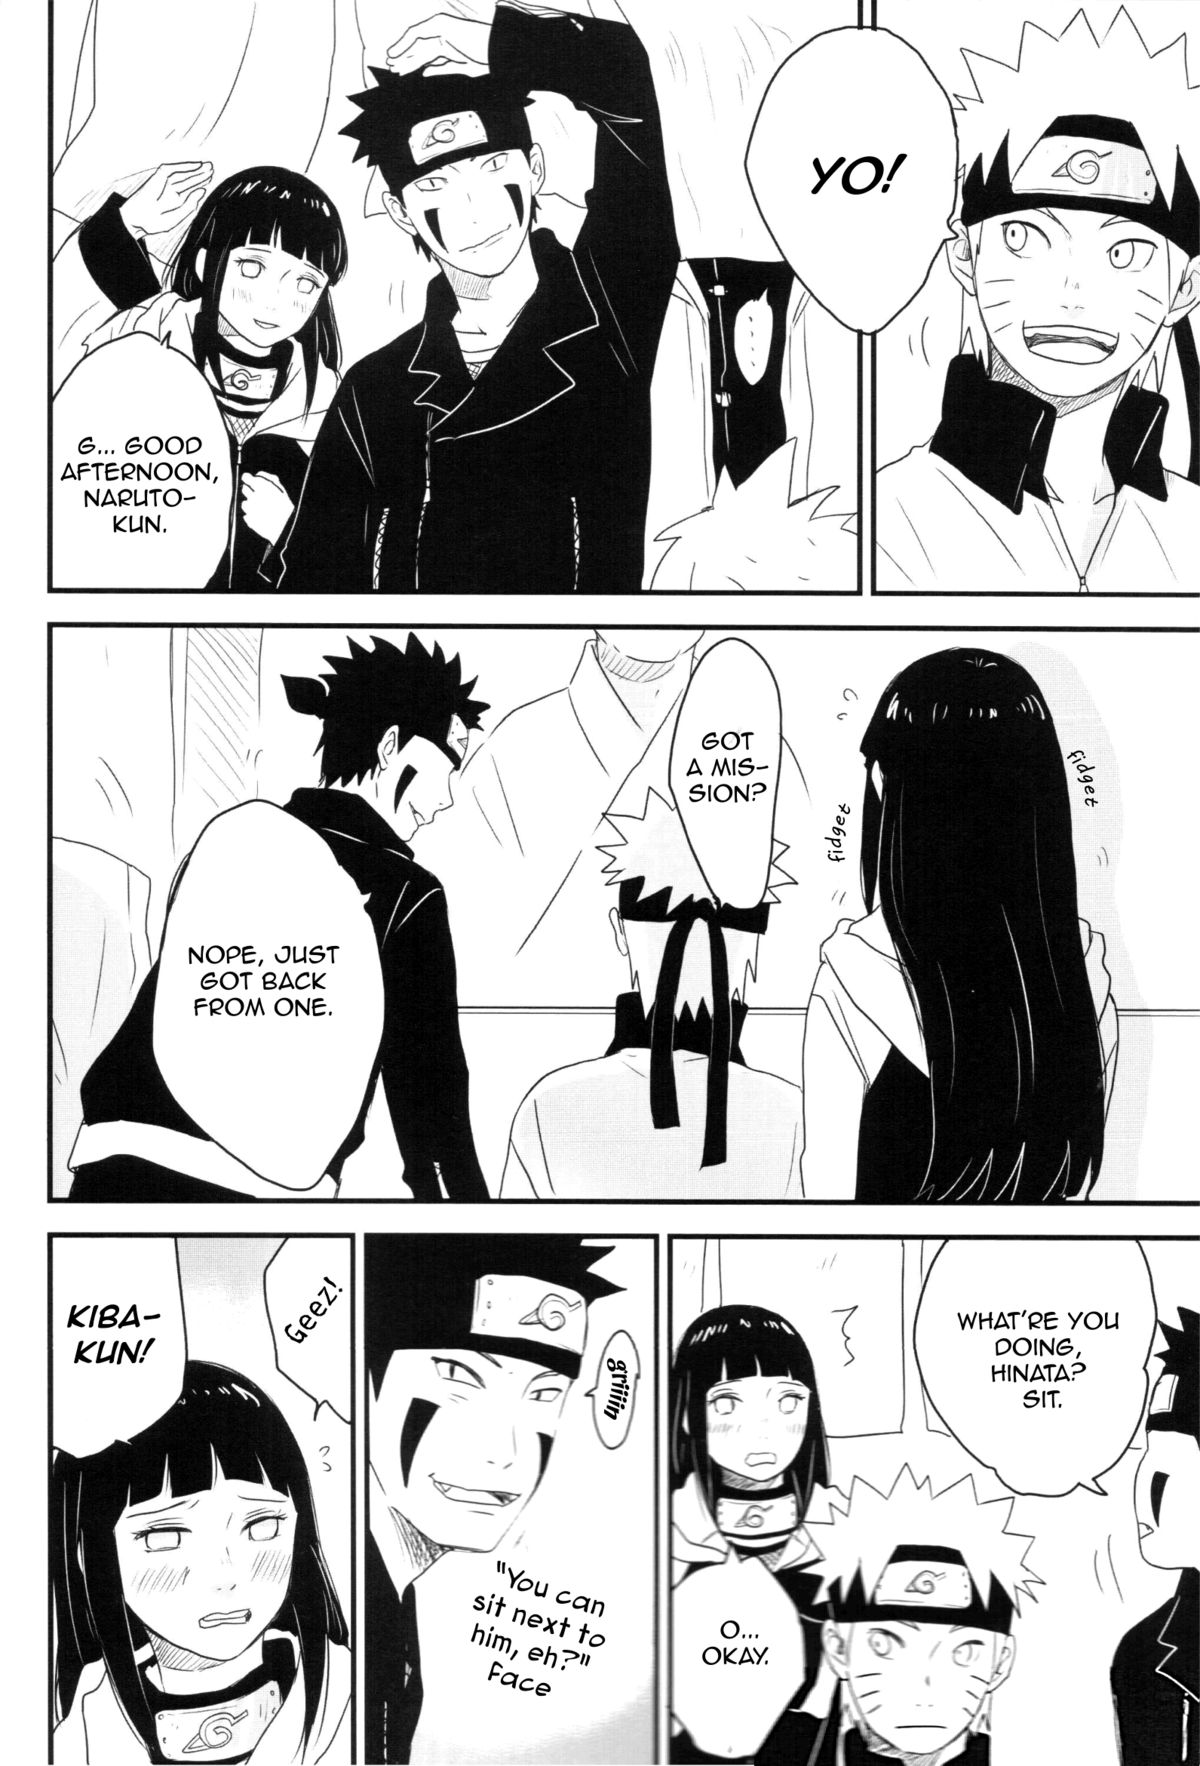 YO!
G... GOOD
AFTERNOON,
NARUTO-
KUN.
GOT
A MIS-
SION?
fidget
fidget
NOPE, JUST
GOT BACK
FROM ONE.
WHAT'RE YOU
DOING,
HINATA?
SIT.
O...
OKAY.
griiiin
"You can
sit next to
him, eh?"
Face
Geez!
KIBA-
KUN!